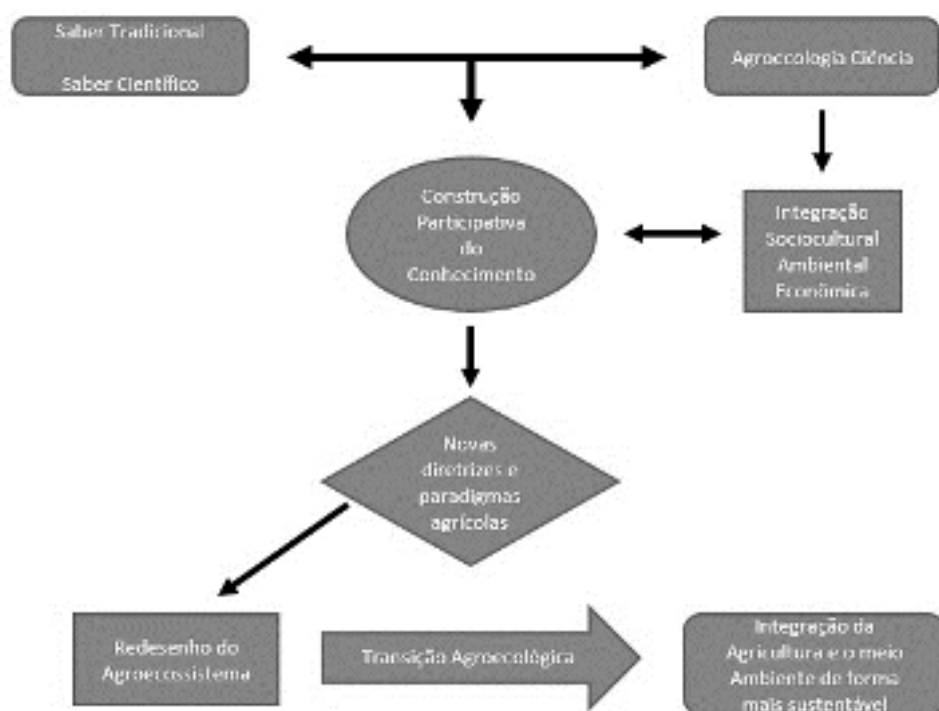 Saber Tradicional
Saber Científico
Agroecologia Ciência
Construção
Participativa
do
Conhecimento
Integração
Sociocultural
Ambiental
Econômica
Novas
diretrizes e
paradigmas
agrícolas
Redesenho do
Agroecossistema
Transição Agroecológica
Integração da
Agricultura e o meio
Ambiente de forma
mais sustentável